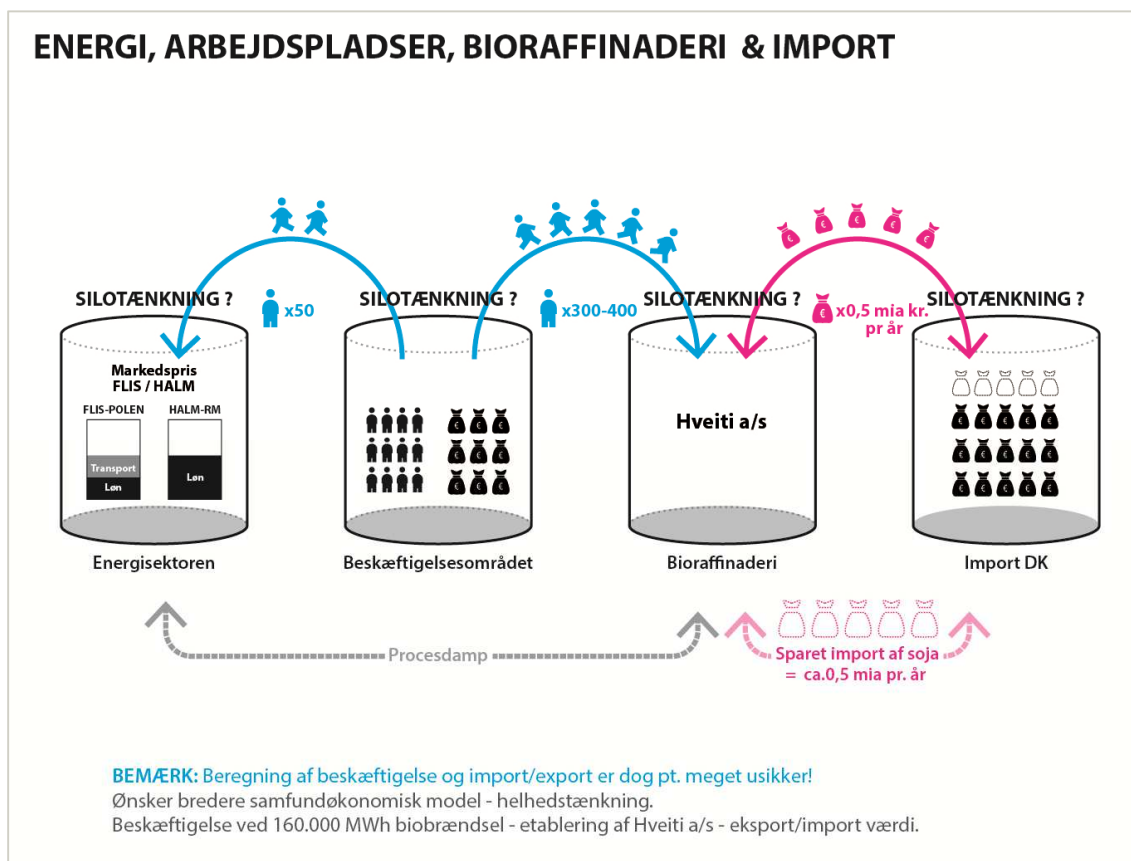 ENERGI, ARBEJDSPLADSER, BIORAFFINADERI & IMPORT
SILOTÆNKNING ?
x50
Markedspris
FLIS / HALM
FLIS-POLEN
Transport
Løn
HALM-RM
Løn
Energisektoren
SILOTÆNKNING ?
x300-400
€ € €
€ € €
€ € €
Beskæftigelsesområdet
SILOTÆNKNING ?
Hveiti a/s
Bioraffinaderi
€ € € € €
€ x0,5 mia kr.
pr år
SILOTÆNKNING ?
€ € € € €
€ € € € €
€ € € € €
Import DK
Procesdamp
Sparet import af soja
= ca.0,5 mia pr. år
BEMÆRK: Beregning af beskæftigelse og import/export er dog pt. meget usikker!
Ønsker bredere samfundøkonomisk model - helhedstænkning.
Beskæftigelse ved 160.000 MWh biobrændsel - etablering af Hveiti a/s - eksport/import værdi.